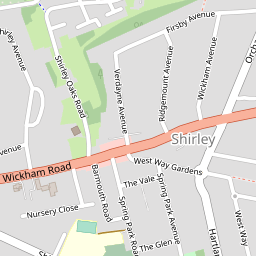 Firsby Avenue
Shirley Avenue
Verdayne Avenue
Ridgemount Avenue
Wickham Avenue
Shirley Oaks Road
Shirley
Avenue
West Way Gardens
Wickham Road
The Vale
Barmouth Road
Nursery Close
Spring Park Road
Spring Park Avenue
West Way
The Glen